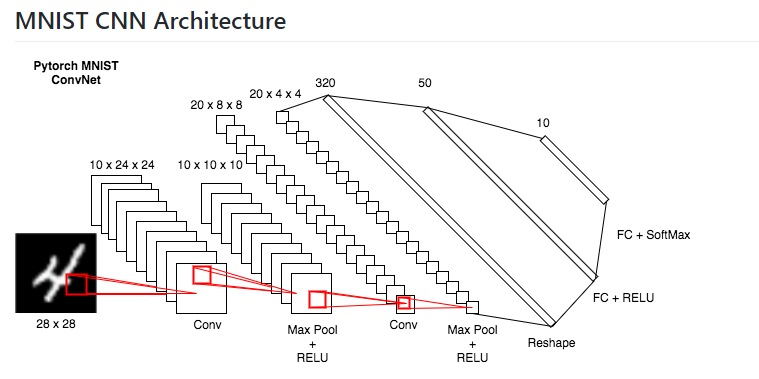 MNIST CNN Architecture
Pytorch MNIST
ConvNet
320
50
20 x 4 x 4
20 x 8 x 8
10
10 x 24 x 24
10 x 10 x 10
FC + SoftMax
FC + RELU
28 x 28
Conv
Max Pool
+
RELU
Conv
Max Pool
+
RELU
Reshape